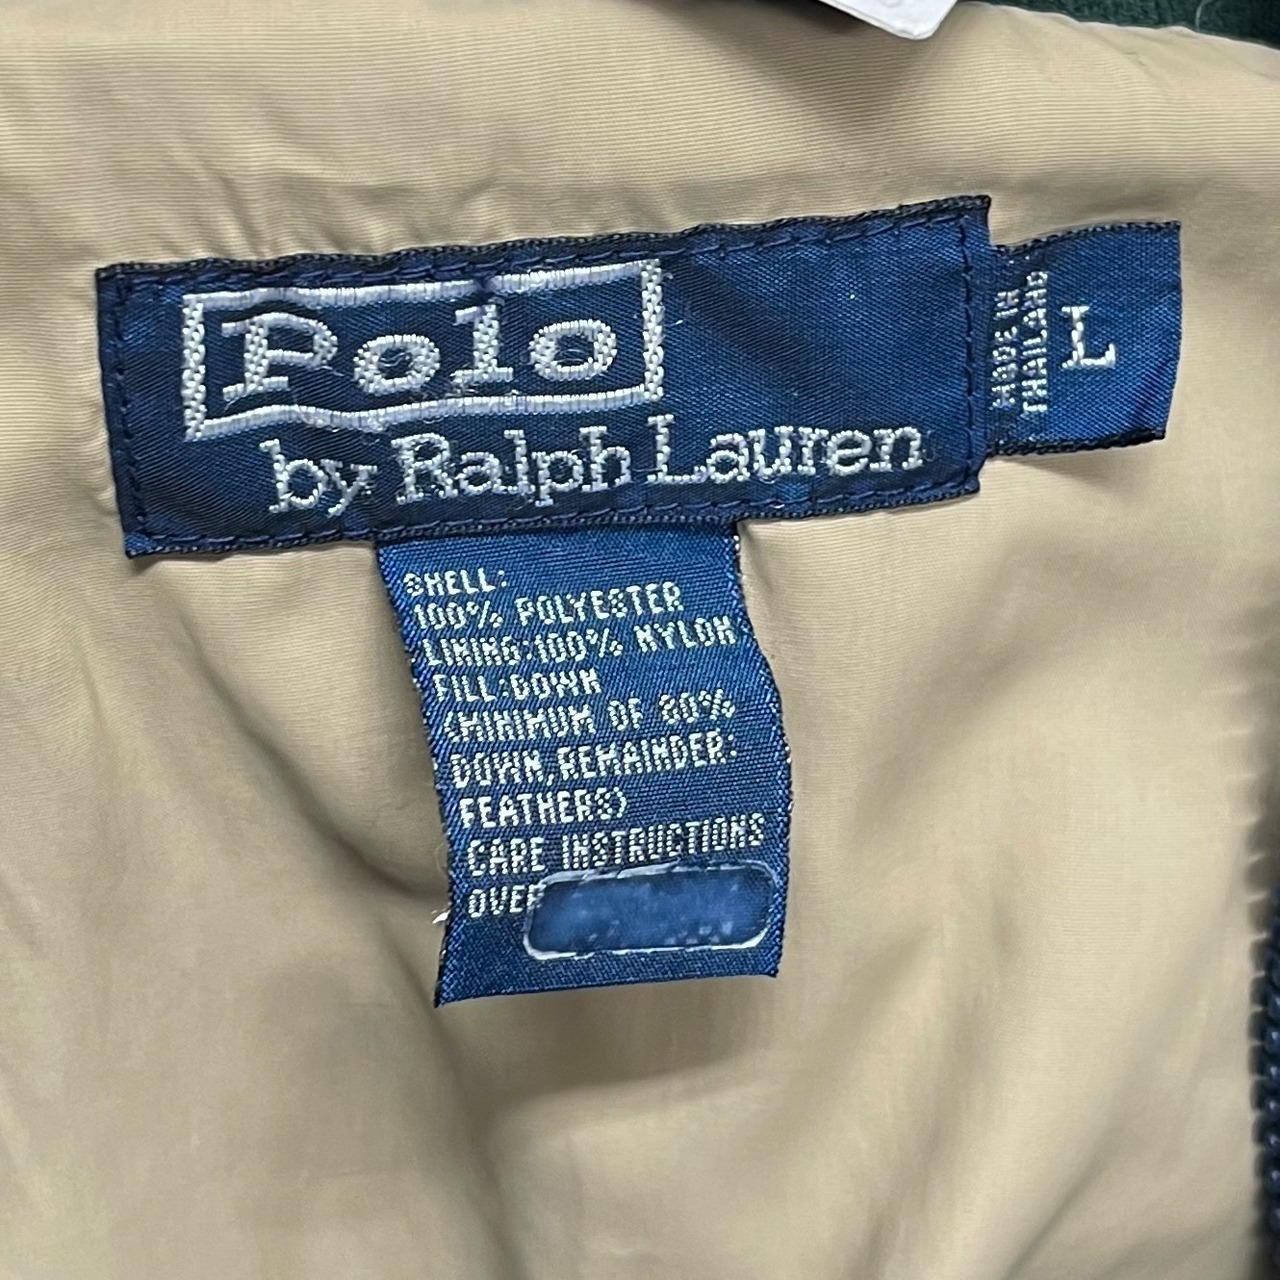 Polo
by Ralph Lauren
MADE IN
THAILAND
L
SHELL:
100% POLYESTER
LINING:100% NYLON
FILL:DOWN
(MINIMUM OF 80%
DOWN,REMAINDER:
FEATHERS)
CARE INSTRUCTIONS
OVER